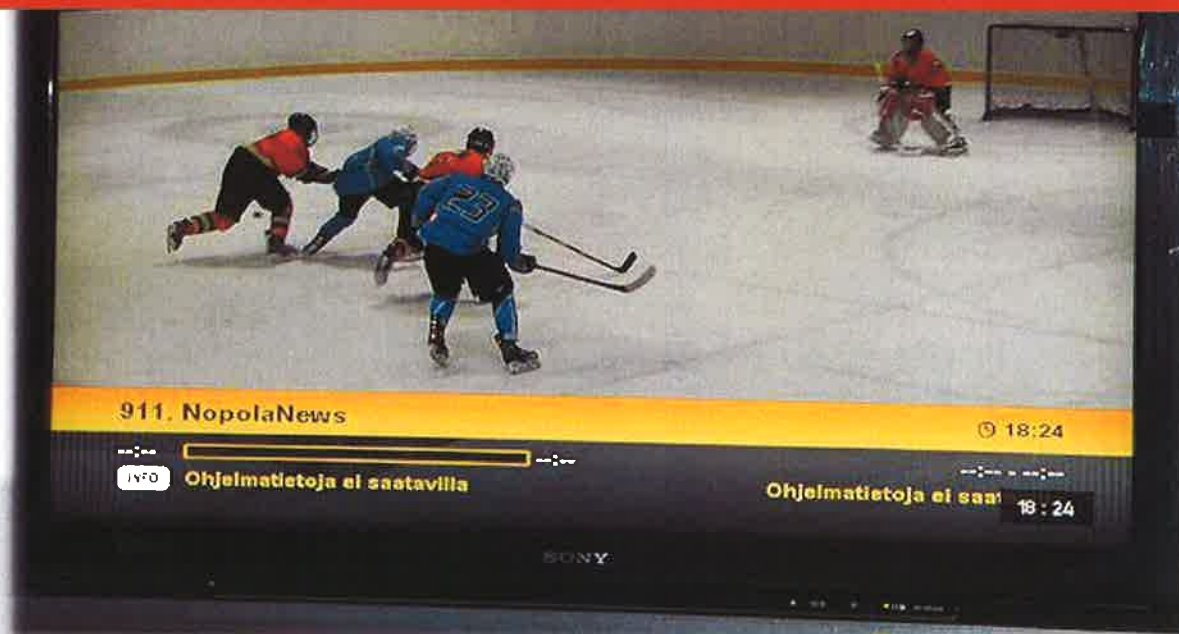 23
911. NopolaNews
18:24
--:--
--:--
--:-- - --:--
INFO
Ohjelmatietoja ei saatavilla
Ohjelmatietoja ei saat
18:24
SONY